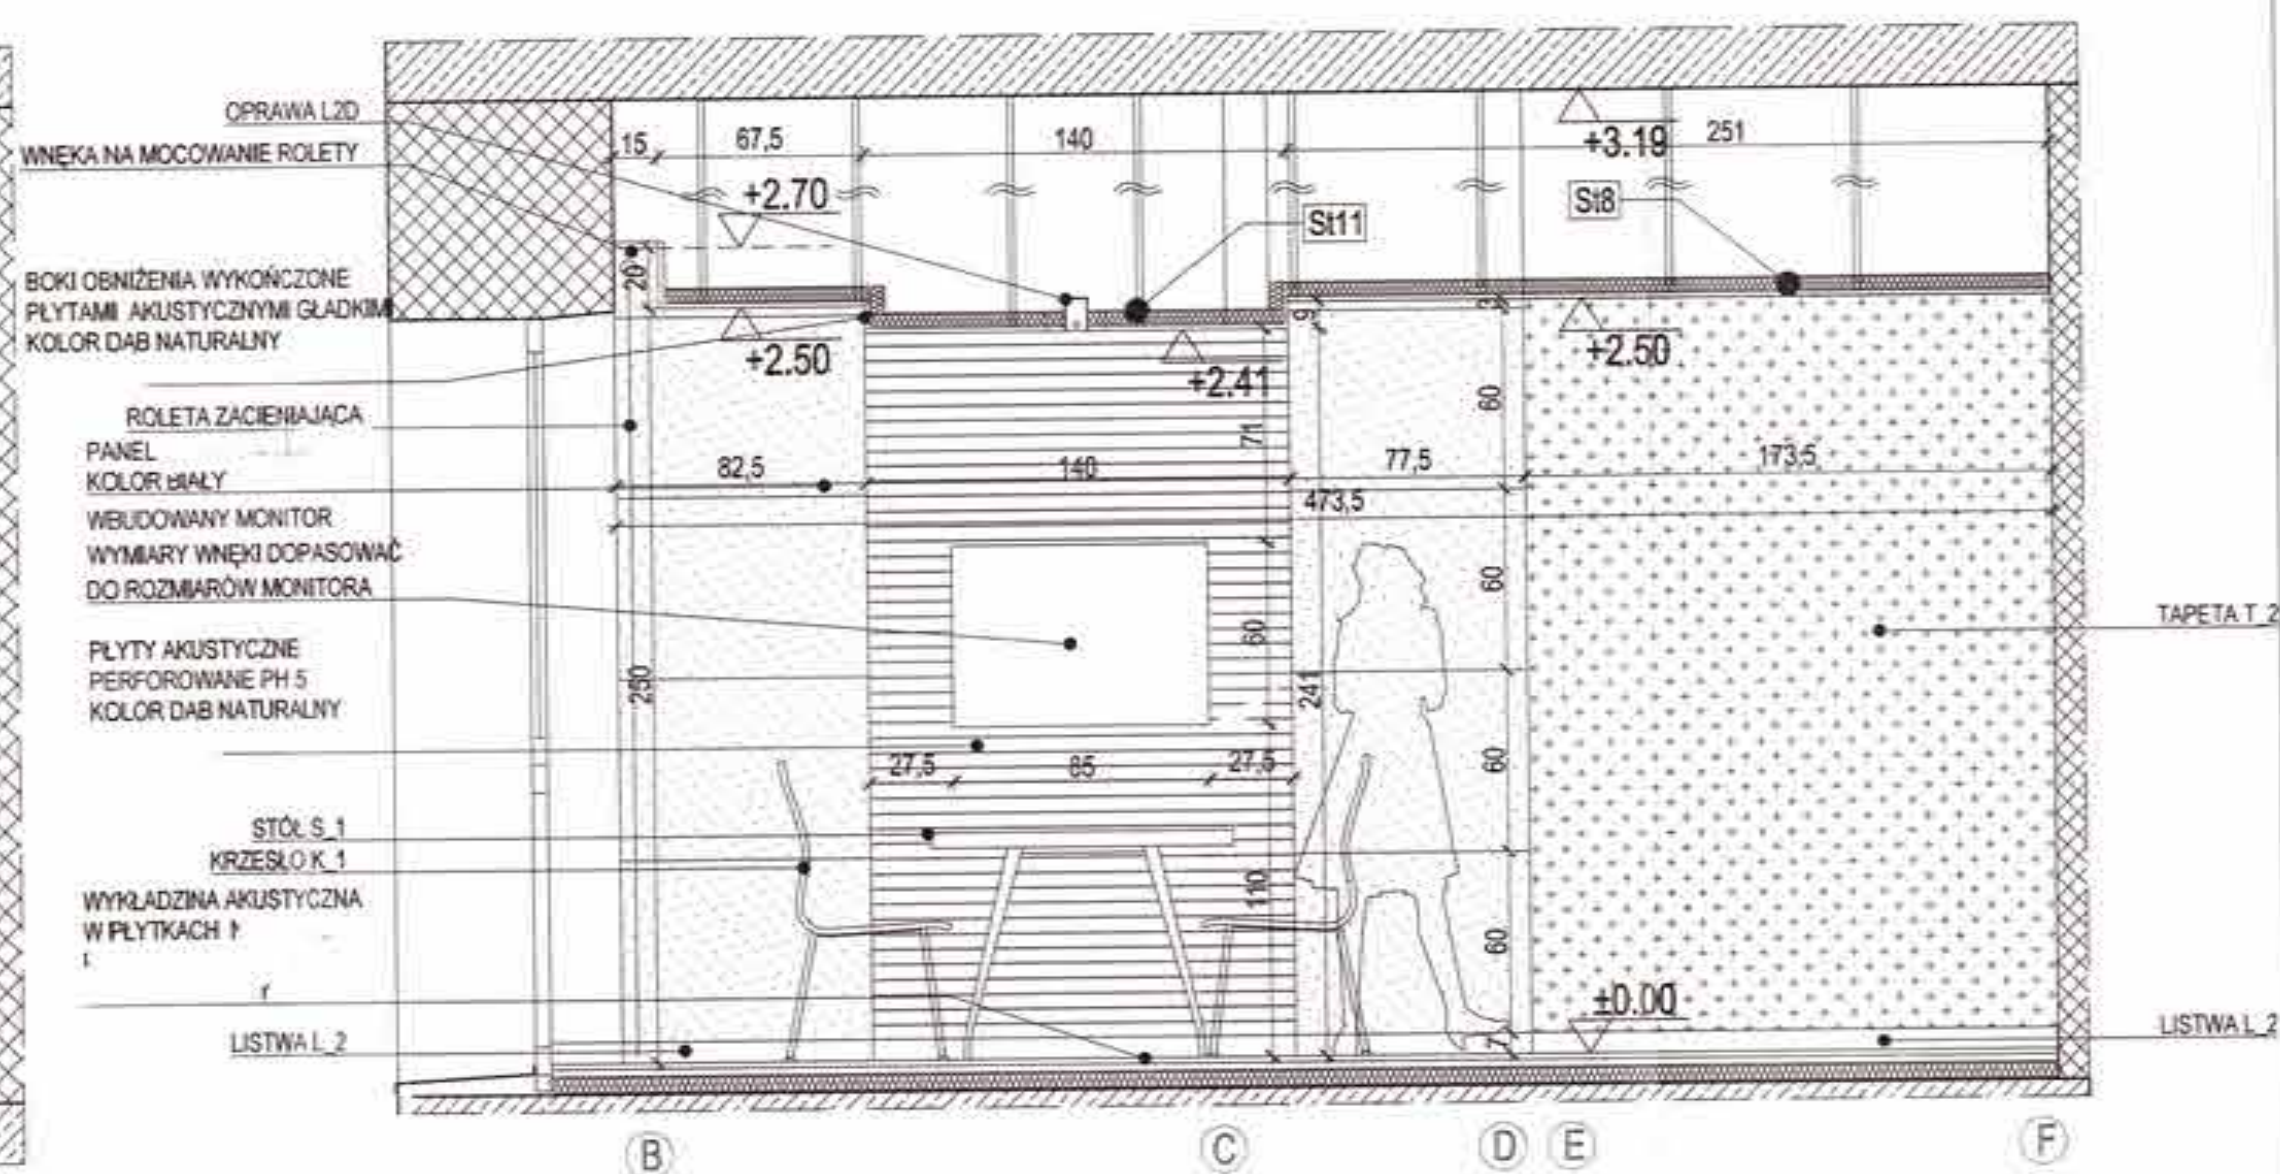 OPRAWA L2D
WNĘKA NA MOCOWANIE ROLETY
BOKI OBNIŻENIA WYKOŃCZONE
PŁYTAMI AKUSTYCZNYMI GŁADKIMI
KOLOR DĄB NATURALNY
ROLETA ZACIENIAJĄCA
PANEL
KOLOR BIAŁY
WBUDOWANY MONITOR
WYMIARY WNĘKI DOPASOWAĆ
DO ROZMIARÓW MONITORA
PŁYTY AKUSTYCZNE
PERFOROWANE PH 5
KOLOR DĄB NATURALNY
STÓŁ S_1
KRZESŁO K_1
WYKŁADZINA AKUSTYCZNA
W PŁYTKACH
LISTWA L_2
15 67,5 140 251
+3.19
+2.70
St11
St8
20
9
3
+2.50
+2.41
+2.50
60
71
82,5 140 77,5 173,5
473,5
60
60
250
241
27,5 85 27,5
60
110
60
±0.00
7
TAPETA T_2
LISTWA L_2
B C D E F